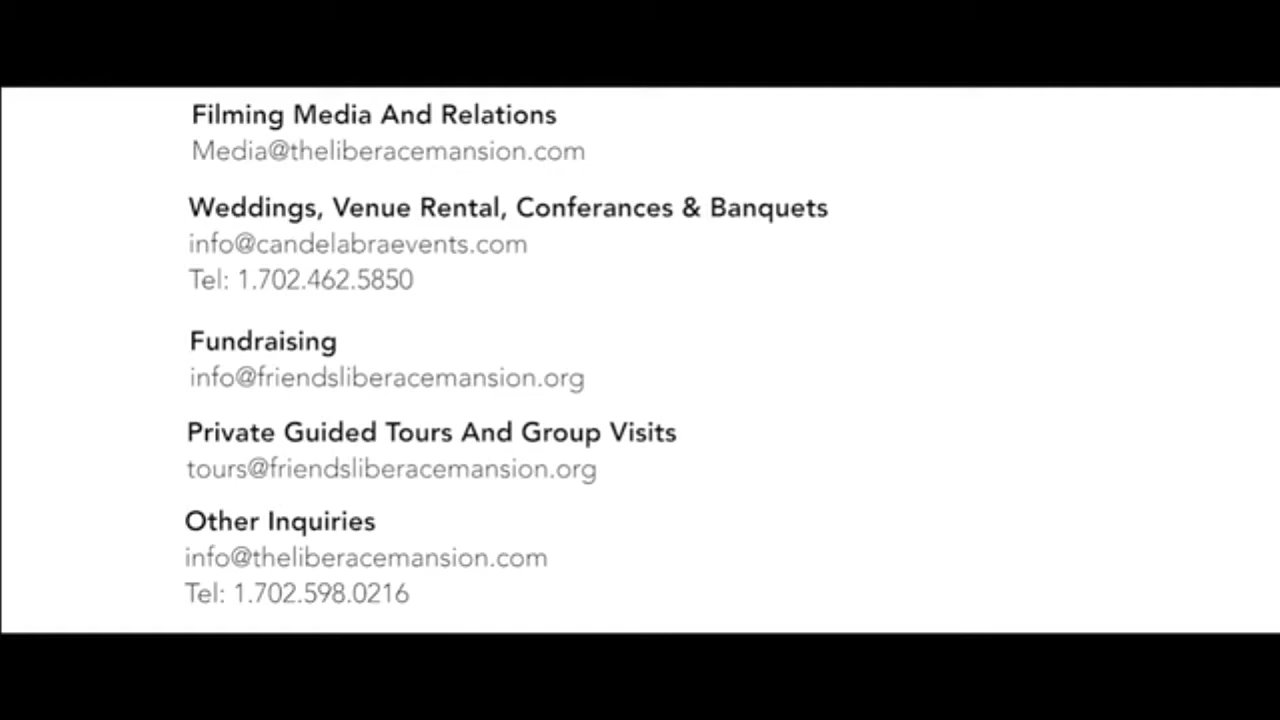 Filming Media And Relations
Media@theliberacemansion.com
Weddings, Venue Rental, Conferances & Banquets
info@candelabraevents.com
Tel: 1.702.462.5850
Fundraising
info@friendsliberacemansion.org
Private Guided Tours And Group Visits
tours@friendsliberacemansion.org
Other Inquiries
info@theliberacemansion.com
Tel: 1.702.598.0216